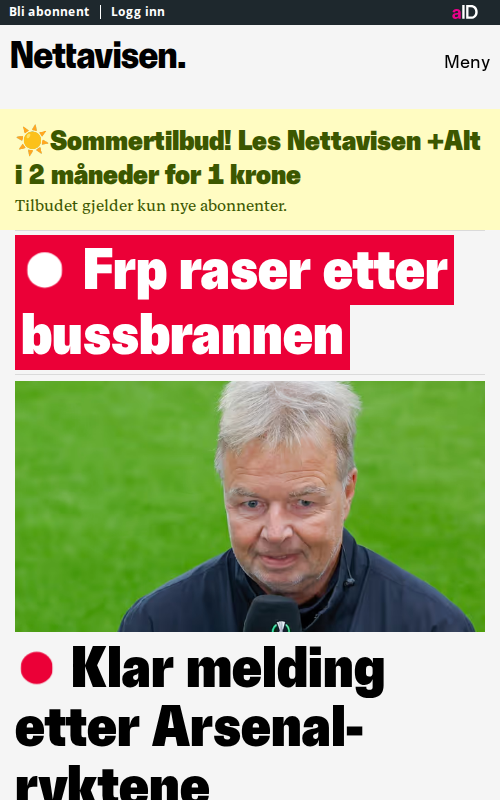 Bli abonnent | Logg inn
aID
Nettavisen.
Meny
☀️Sommertilbud! Les Nettavisen +Alt
i 2 måneder for 1 krone
Tilbudet gjelder kun nye abonnenter.
Frp raser etter
bussbrannen
Klar melding
etter Arsenal-
ryktene